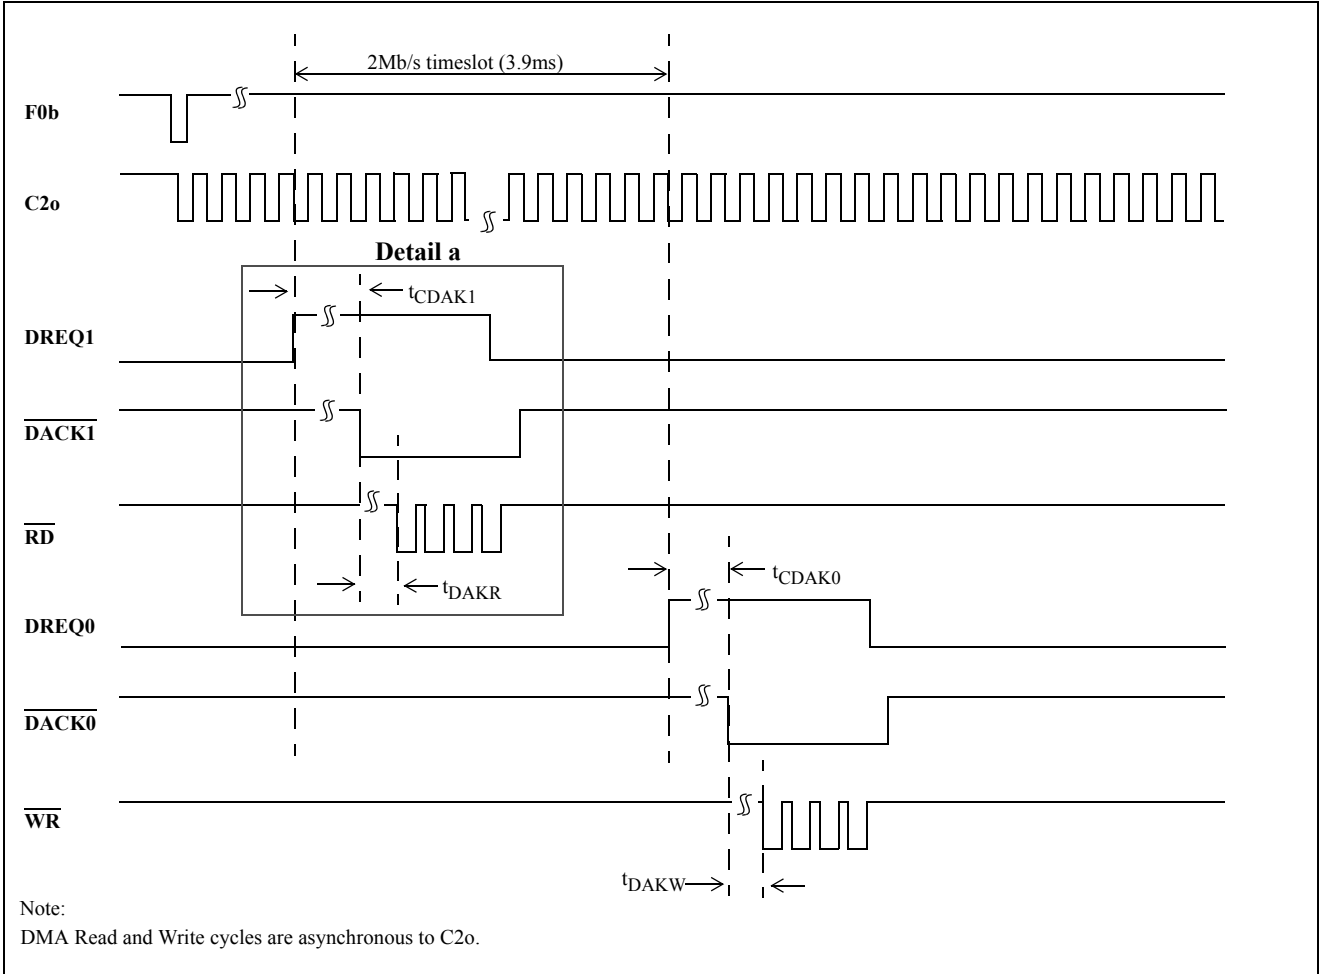 2Mb/s timeslot (3.9ms)
F0b
C2o
Detail a
tCDAK1
DREQ1
DACK1
RD
tDAKR
tCDAK0
DREQ0
DACK0
WR
tDAKW
Note:
DMA Read and Write cycles are asynchronous to C2o.